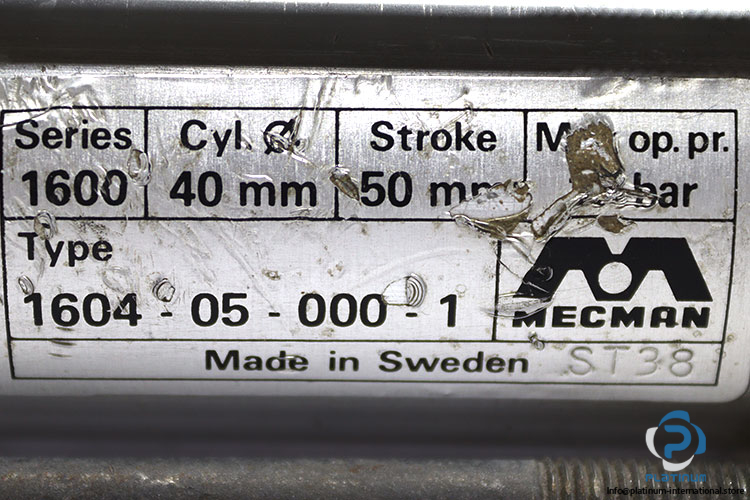 Series Cyl. Ø Stroke op. pr.
1600 40 mm 50 mm bar
Type
1604 - 05 - 000 - 1 MECMAN
Made in Sweden ST38
PLATINUM
info@platinum-international.store